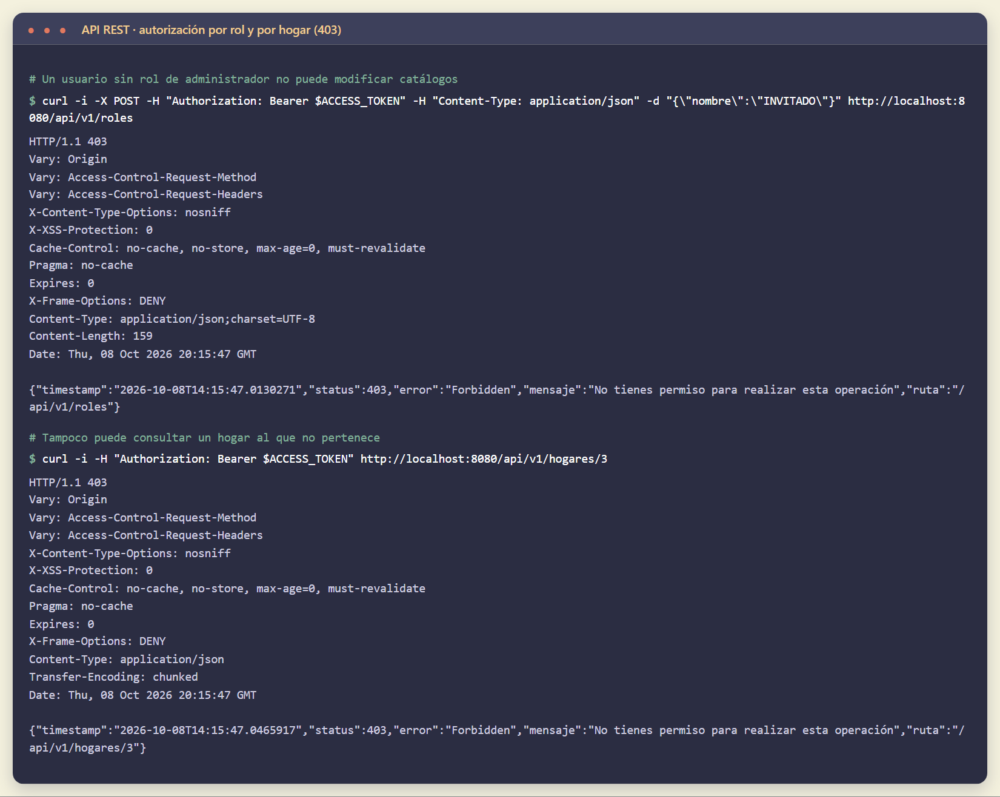 API REST · autorización por rol y por hogar (403)
# Un usuario sin rol de administrador no puede modificar catálogos
$ curl -i -X POST -H "Authorization: Bearer $ACCESS_TOKEN" -H "Content-Type: application/json" -d "{\"nombre\":\"INVITADO\"}" http://localhost:8
080/api/v1/roles
HTTP/1.1 403
Vary: Origin
Vary: Access-Control-Request-Method
Vary: Access-Control-Request-Headers
X-Content-Type-Options: nosniff
X-XSS-Protection: 0
Cache-Control: no-cache, no-store, max-age=0, must-revalidate
Pragma: no-cache
Expires: 0
X-Frame-Options: DENY
Content-Type: application/json;charset=UTF-8
Content-Length: 159
Date: Thu, 08 Oct 2026 20:15:47 GMT
{"timestamp":"2026-10-08T14:15:47.0130271","status":403,"error":"Forbidden","mensaje":"No tienes permiso para realizar esta operación","ruta":"/
api/v1/roles"}
# Tampoco puede consultar un hogar al que no pertenece
$ curl -i -H "Authorization: Bearer $ACCESS_TOKEN" http://localhost:8080/api/v1/hogares/3
HTTP/1.1 403
Vary: Origin
Vary: Access-Control-Request-Method
Vary: Access-Control-Request-Headers
X-Content-Type-Options: nosniff
X-XSS-Protection: 0
Cache-Control: no-cache, no-store, max-age=0, must-revalidate
Pragma: no-cache
Expires: 0
X-Frame-Options: DENY
Content-Type: application/json
Transfer-Encoding: chunked
Date: Thu, 08 Oct 2026 20:15:47 GMT
{"timestamp":"2026-10-08T14:15:47.0465917","status":403,"error":"Forbidden","mensaje":"No tienes permiso para realizar esta operación","ruta":"/
api/v1/hogares/3"}